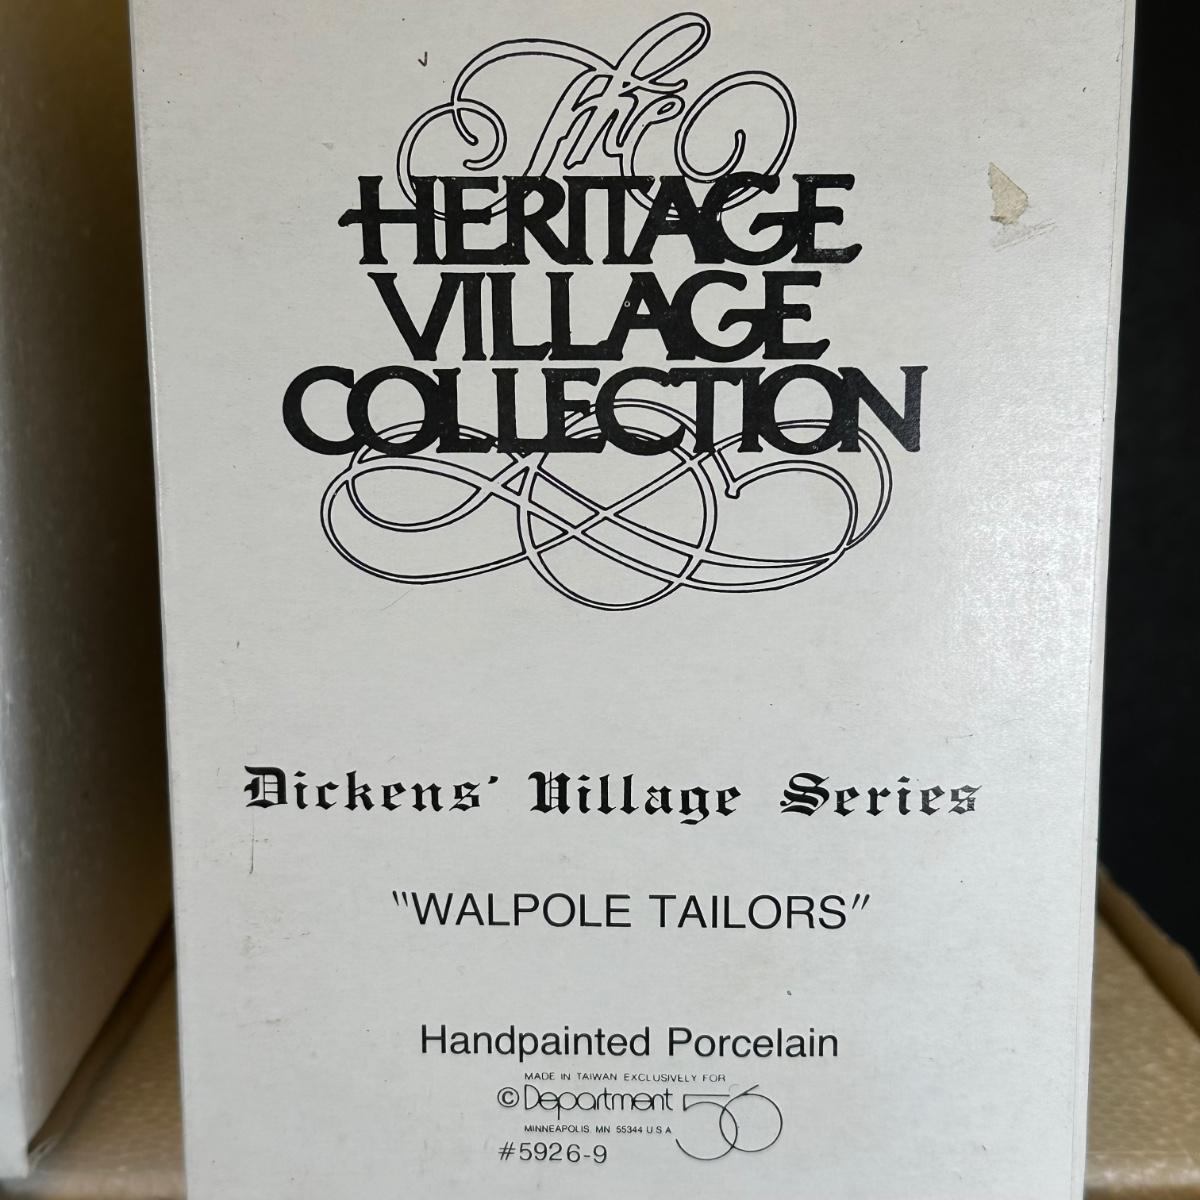 The
HERITAGE
VILLAGE
COLLECTION
Dickens' Village Series
"WALPOLE TAILORS"
Handpainted Porcelain
MADE IN TAIWAN EXCLUSIVELY FOR
© Department 56
MINNEAPOLIS, MN 55344 U S A
#5926-9